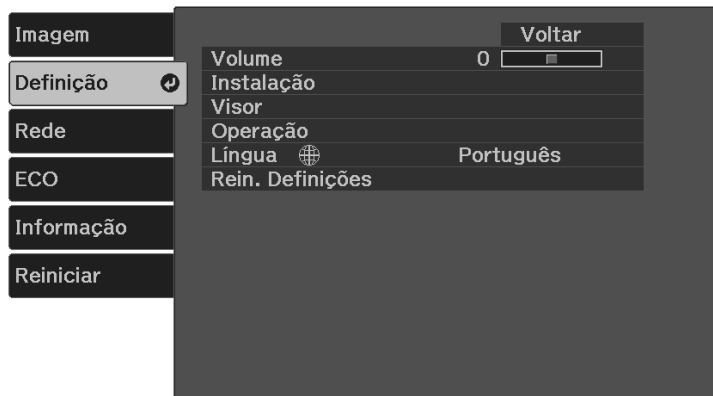 Imagem
Definição
Rede
ECO
Informação
Reiniciar
Voltar
Volume 0
Instalação
Visor
Operação
Língua Português
Rein. Definições